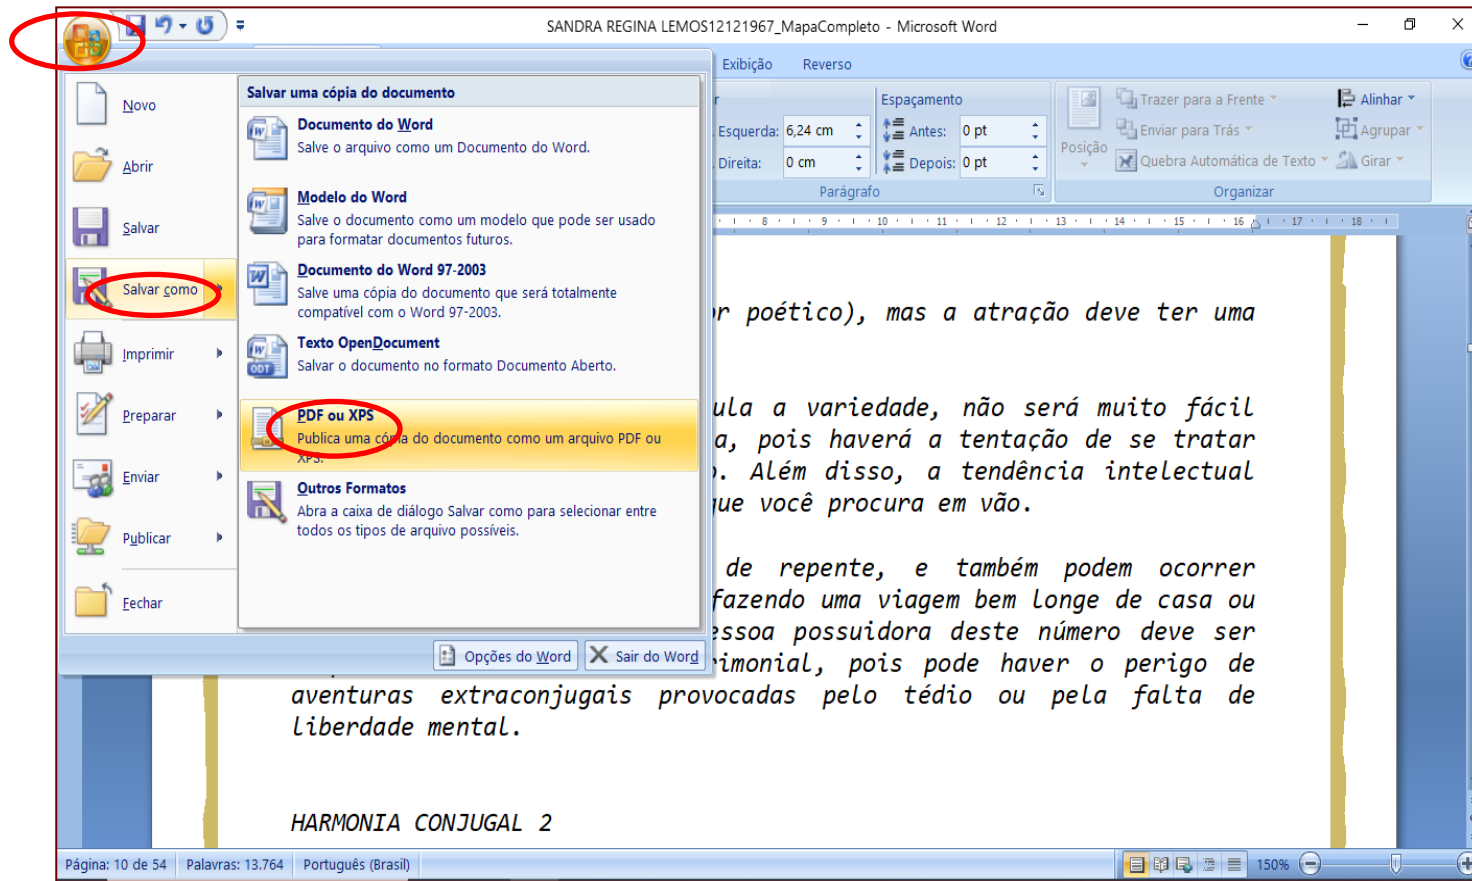 SANDRA REGINA LEMOS12121967_MapaCompleto - Microsoft Word
Exibição Reverso
Novo
Abrir
Salvar
Salvar como
Imprimir
Preparar
Enviar
Publicar
Fechar
Salvar uma cópia do documento
Documento do Word
Salve o arquivo como um Documento do Word.
Modelo do Word
Salve o documento como um modelo que pode ser usado
para formatar documentos futuros.
Documento do Word 97-2003
Salve uma cópia do documento que será totalmente
compatível com o Word 97-2003.
Texto OpenDocument
Salvar o documento no formato Documento Aberto.
PDF ou XPS
Publica uma cópia do documento como um arquivo PDF ou
XPS.
Outros Formatos
Abra a caixa de diálogo Salvar como para selecionar entre
todos os tipos de arquivo possíveis.
Opções do Word Sair do Word
Espaçamento
Esquerda: 6,24 cm Antes: 0 pt
Direita: 0 cm Depois: 0 pt
Parágrafo
Posição
Trazer para a Frente Alinhar
Enviar para Trás Agrupar
Quebra Automática de Texto Girar
Organizar
8 9 10 11 12 13 14 15 16 17 18
poético), mas a atração deve ter uma
a variedade, não será muito fácil
pois haverá a tentação de se tratar
Além disso, a tendência intelectual
você procura em vão.
de repente, e também podem ocorrer
fazendo uma viagem bem longe de casa ou
possuidora deste número deve ser
pois pode haver o perigo de
aventuras extraconjugais provocadas pelo tédio ou pela falta de
liberdade mental.
HARMONIA CONJUGAL 2
Página: 10 de 54 Palavras: 13.764 Português (Brasil) 150%